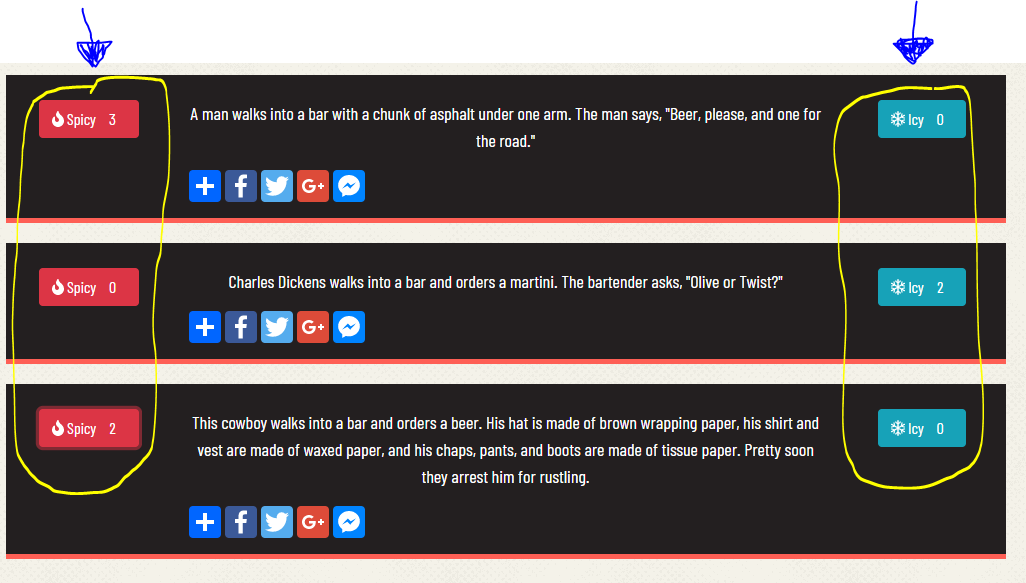 Spicy 3
A man walks into a bar with a chunk of asphalt under one arm. The man says, "Beer, please, and one for
the road."
Icy 0
G+
Spicy 0
Charles Dickens walks into a bar and orders a martini. The bartender asks, "Olive or Twist?"
Icy 2
G+
Spicy 2
This cowboy walks into a bar and orders a beer. His hat is made of brown wrapping paper, his shirt and
vest are made of waxed paper, and his chaps, pants, and boots are made of tissue paper. Pretty soon
they arrest him for rustling.
Icy 0
G+